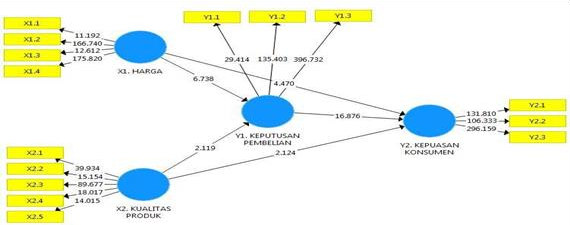 Y1.1
Y1.2
Y1.3
X1.1
X1.2
X1.3
X1.4
11.192
166.740
12.612
175.820
X1. HARGA
29.414
135.403
396.732
6.738
4.470
Y1. KEPUTUSAN
PEMBELIAN
16.876
Y2. KEPUASAN
KONSUMEN
131.810
106.333
296.159
Y2.1
Y2.2
Y2.3
2.119
2.124
X2.1
X2.2
X2.3
X2.4
X2.5
39.934
15.154
89.677
18.017
14.015
X2. KUALITAS
PRODUK